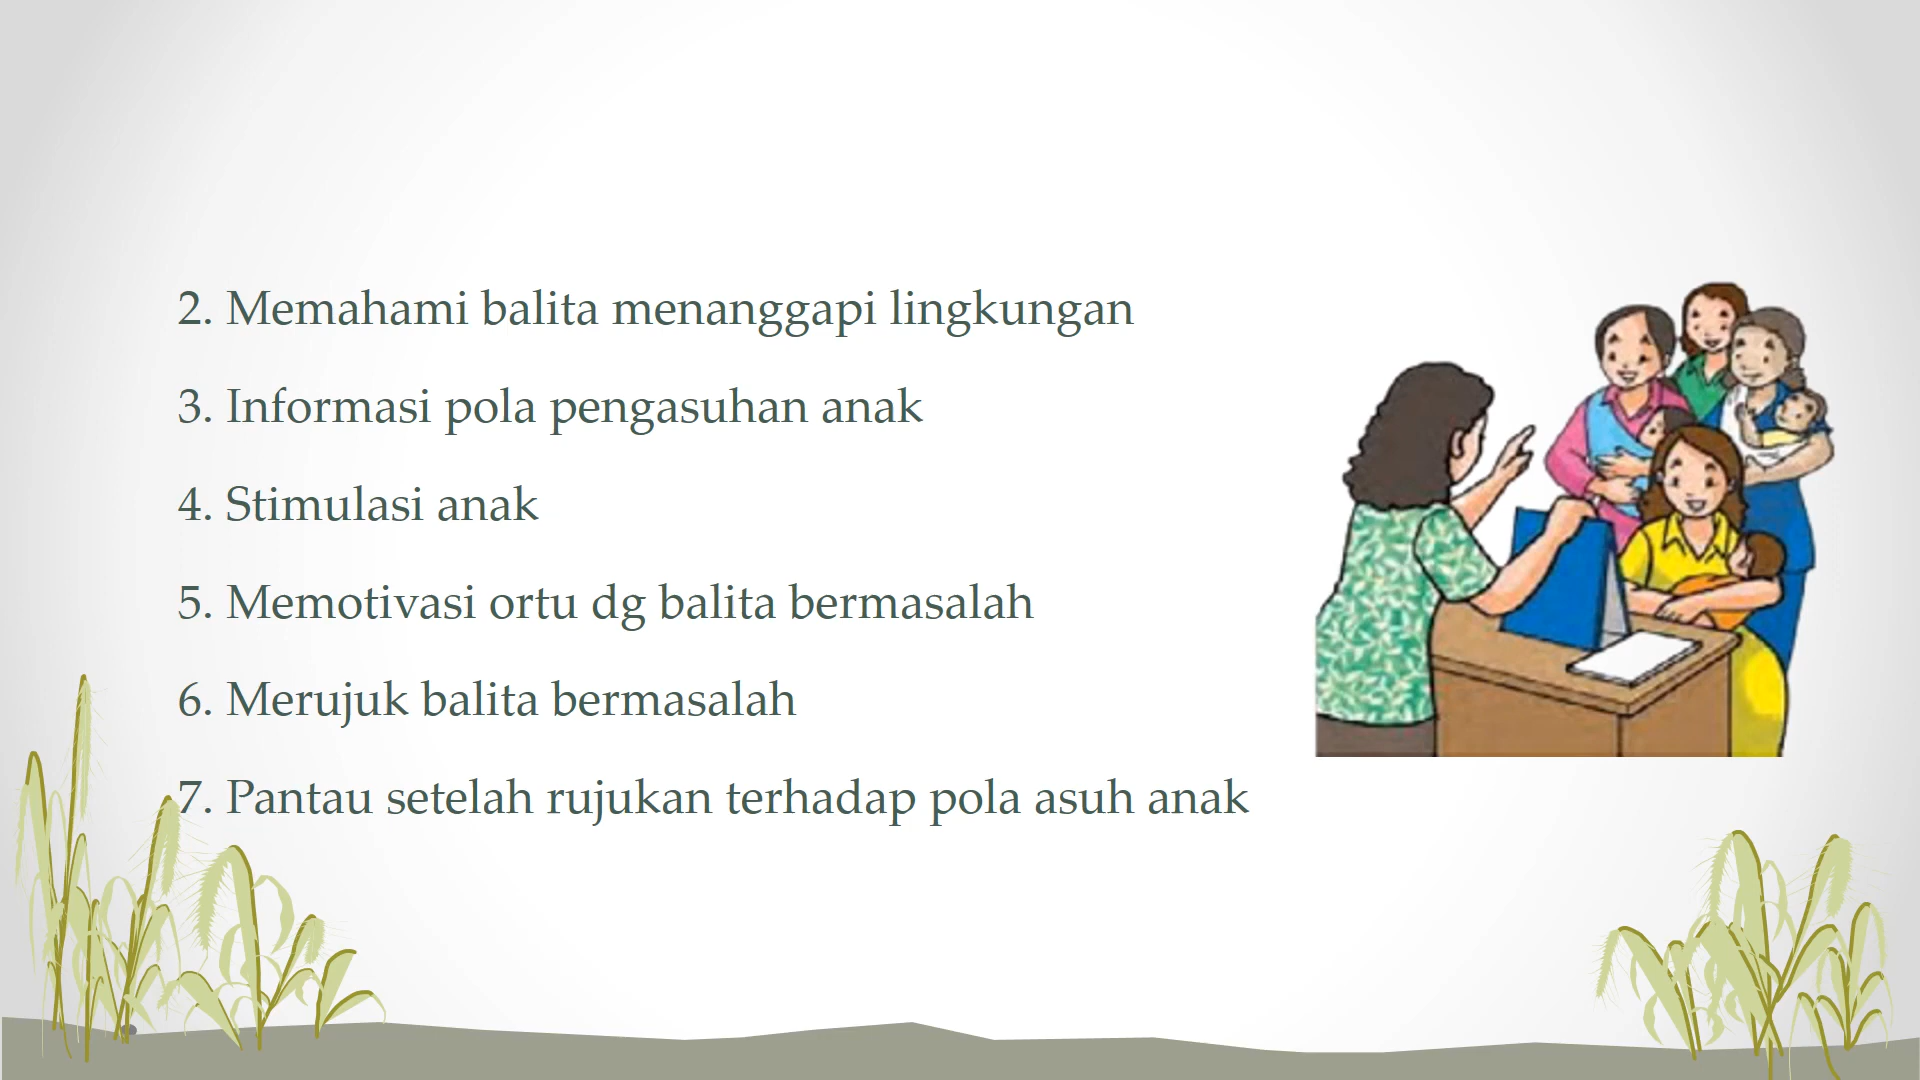 2. Memahami balita menanggapi lingkungan
3. Informasi pola pengasuhan anak
4. Stimulasi anak
5. Memotivasi ortu dg balita bermasalah
6. Merujuk balita bermasalah
7. Pantau setelah rujukan terhadap pola asuh anak